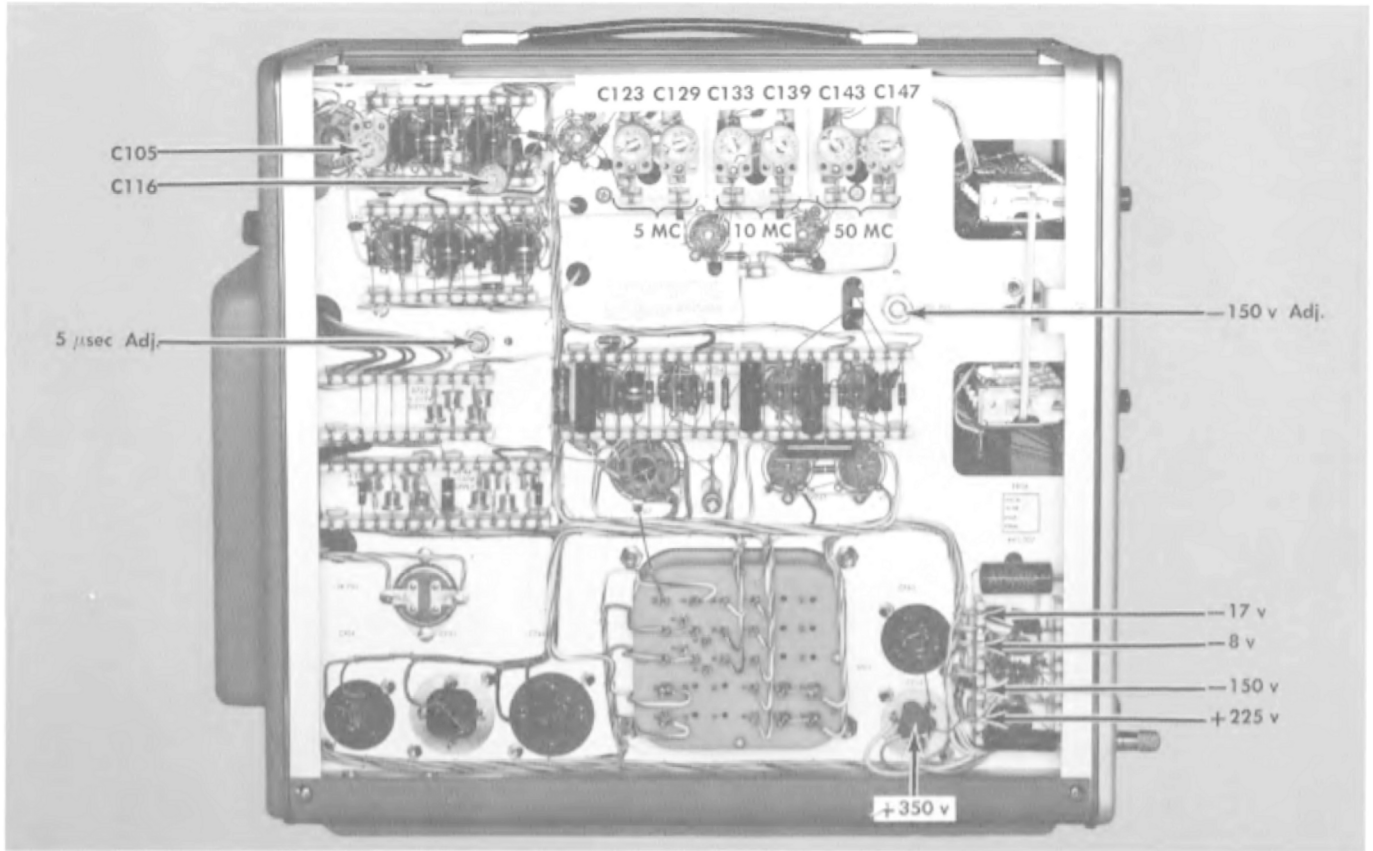 C123 C129 C133 C139 C143 C147
C105
C116
5 MC 10 MC 50 MC
5 μsec Adj.
—150 v Adj.
—17 v
—8 v
—150 v
+225 v
+350 v